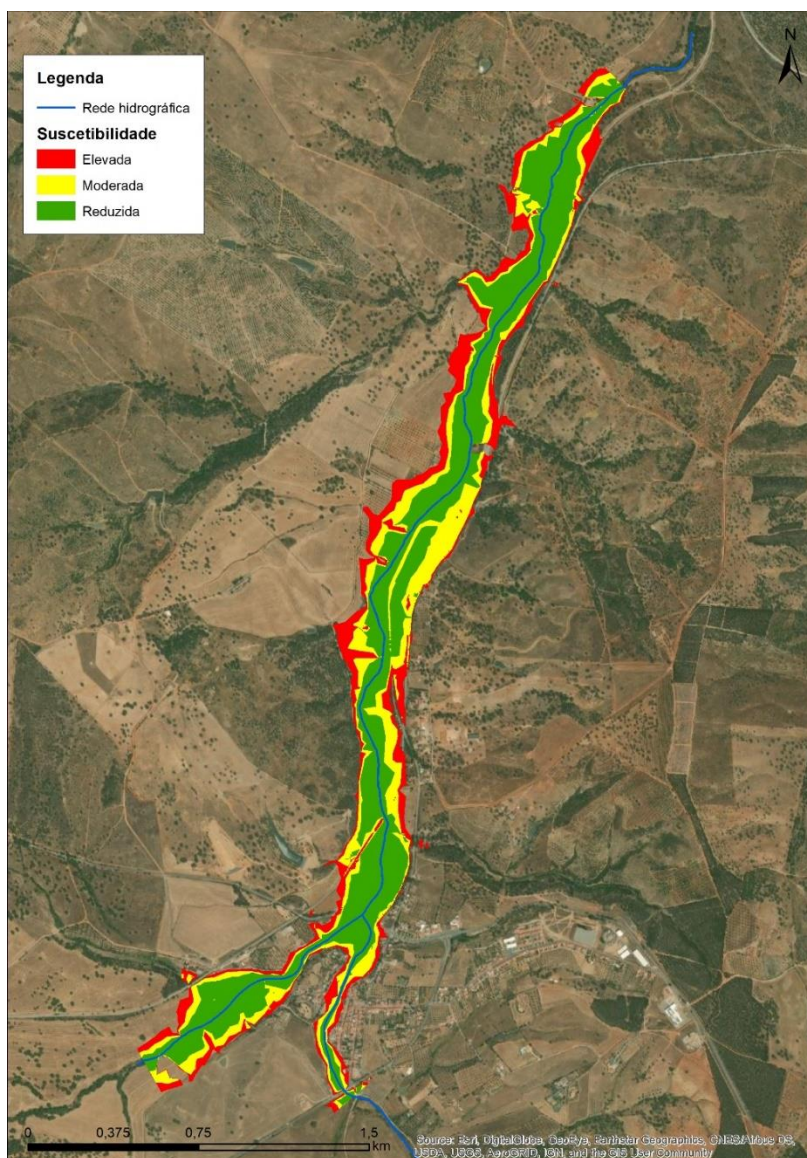 N
Legenda
Rede hidrográfica
Suscetibilidade
Elevada
Moderada
Reduzida
0 0,375 0,75 1,5
km
Source: Esri, DigitalGlobe, GeoEye, Earthstar Geographics, CNES/Airbus DS,
USDA, USGS, AeroGRID, IGN, and the GIS User Community